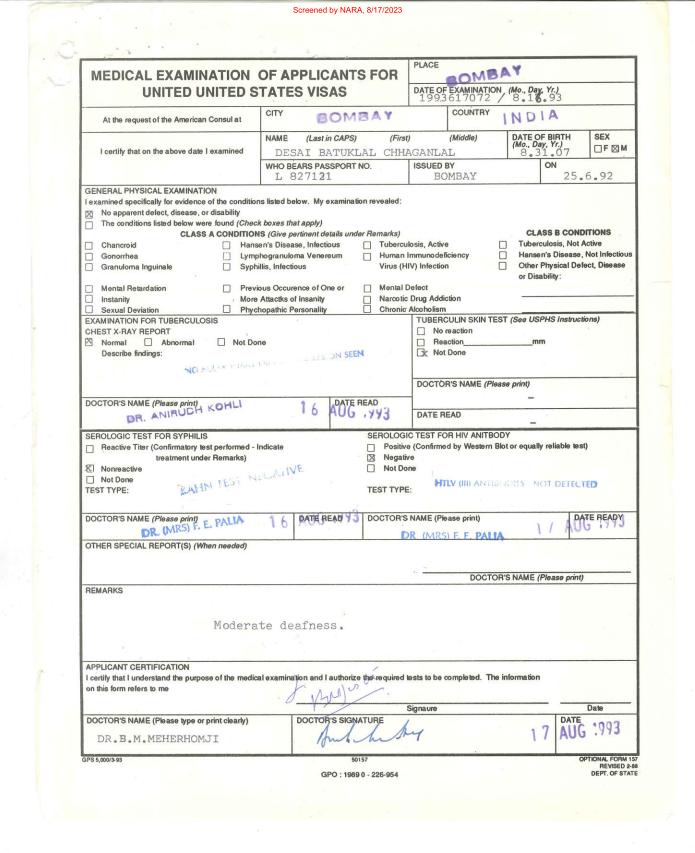 Screened by NARA, 8/17/2023
MEDICAL EXAMINATION OF APPLICANTS FOR
UNITED UNITED STATES VISAS
PLACE
BOMBAY
DATE OF EXAMINATION (Mo., Day, Yr.)
1993617072 / 8.16.93
At the request of the American Consul at
CITY
BOMBAY
COUNTRY
INDIA
I certify that on the above date I examined
NAME (Last in CAPS) (First) (Middle)
DESAI BATUKLAL CHHAGANLAL
DATE OF BIRTH
(Mo., Day, Yr.)
8.31.07
SEX
☐ F ☒ M
WHO BEARS PASSPORT NO.
L 827121
ISSUED BY
BOMBAY
ON
25.6.92
GENERAL PHYSICAL EXAMINATION
I examined specifically for evidence of the conditions listed below. My examination revealed:
☒ No apparent defect, disease, or disability
☐ The conditions listed below were found (Check boxes that apply)
CLASS A CONDITIONS (Give pertinent details under Remarks)
CLASS B CONDITIONS
☐ Chancroid
☐ Gonorrhea
☐ Granuloma Inguinale
☐ Hansen's Disease, Infectious
☐ Lymphogranuloma Venereum
☐ Syphilis, Infectious
☐ Tuberculosis, Active
☐ Human Immunodeficiency
Virus (HIV) Infection
☐ Tuberculosis, Not Active
☐ Hansen's Disease, Not Infectious
☐ Other Physical Defect, Disease
or Disability:
☐ Mental Retardation
☐ Instanity
☐ Sexual Deviation
☐ Previous Occurence of One or
☐ More Attactks of Insanity
☐ Phychopathic Personality
☐ Mental Defect
☐ Narcotic Drug Addiction
☐ Chronic Alcoholism
EXAMINATION FOR TUBERCULOSIS
CHEST X-RAY REPORT
☒ Normal ☐ Abnormal ☐ Not Done
Describe findings:
NO ON SEEN
TUBERCULIN SKIN TEST (See USPHS Instructions)
☐ No reaction
☐ Reaction mm
☒ Not Done
DOCTOR'S NAME (Please print)
–
DATE READ
–
DOCTOR'S NAME (Please print)
DR. ANIRUDH KOHLI
DATE READ
16 AUG 1993
SEROLOGIC TEST FOR SYPHILIS
☐ Reactive Titer (Confirmatory test performed - Indicate
treatment under Remarks)
☒ Nonreactive
☐ Not Done
TEST TYPE:
KAHN TEST NEGATIVE
SEROLOGIC TEST FOR HIV ANITBODY
☐ Positive (Confirmed by Western Blot or equally reliable test)
☒ Negative
☐ Not Done
TEST TYPE:
HTLV (III) ANTIBODIES NOT DETECTED
DOCTOR'S NAME (Please print)
DR. (MRS) F. E. PALIA
DATE READ
16 AUG 1993
DOCTOR'S NAME (Please print)
DR. (MRS) F. E. PALIA
DATE READY
17 AUG 1993
OTHER SPECIAL REPORT(S) (When needed)
DOCTOR'S NAME (Please print)
REMARKS
Moderate deafness.
APPLICANT CERTIFICATION
I certify that I understand the purpose of the medical examination and I authorize the required tests to be completed. The information
on this form refers to me
Signaure
Date
DOCTOR'S NAME (Please type or print clearly)
DR.B.M.MEHERHOMJI
DOCTOR'S SIGNATURE
DATE
17 AUG 1993
GPS 5,000/3-93
50157
OPTIONAL FORM 157
REVISED 2-88
DEPT. OF STATE
GPO : 1989 0 - 226-954